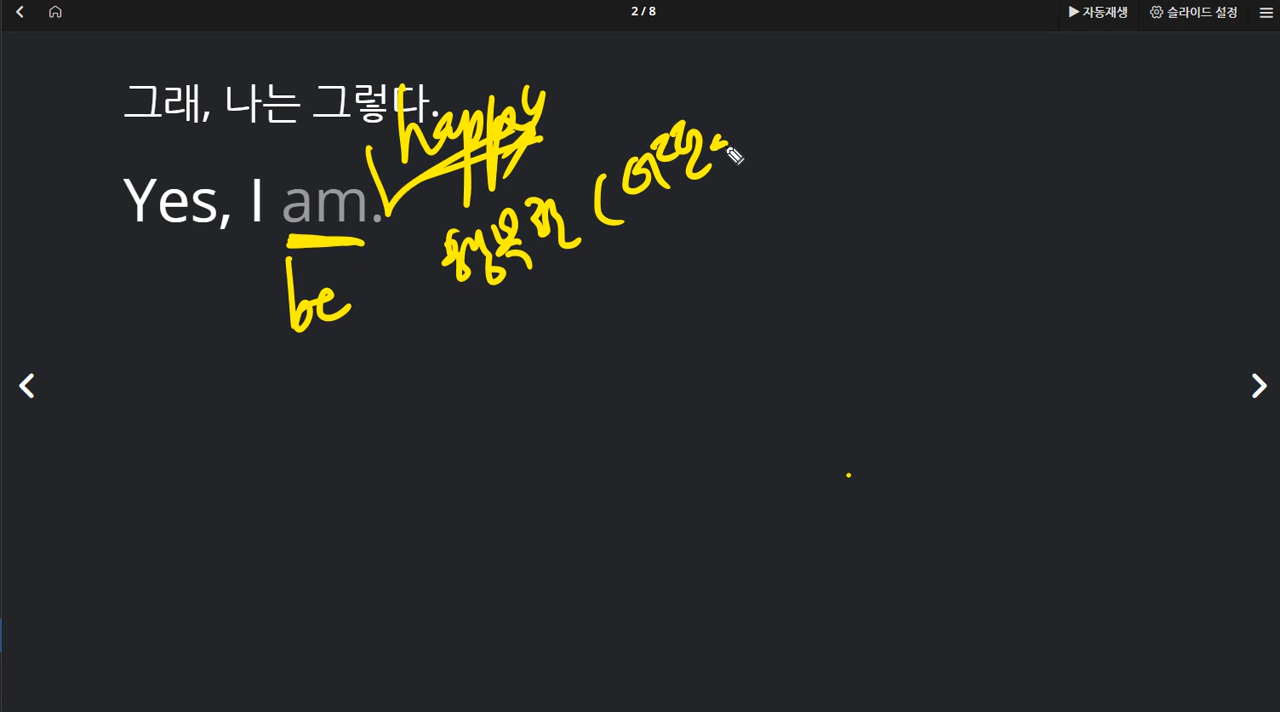 2 / 8
자동재생
슬라이드 설정
그래, 나는 그렇다.
happy
Yes, I am.
행복한 (
be